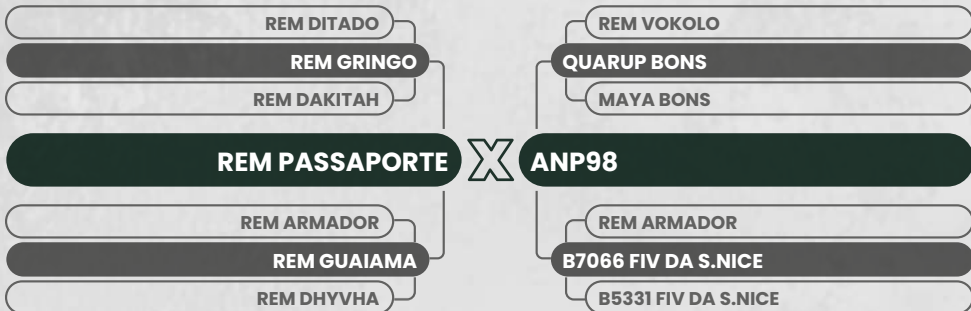 REM DITADO
REM GRINGO
REM DAKITAH
REM PASSAPORTE
REM ARMADOR
REM GUAIAMA
REM DHYVHA
X
REM VOKOLO
QUARUP BONS
MAYA BONS
ANP98
REM ARMADOR
B7066 FIV DA S.NICE
B5331 FIV DA S.NICE